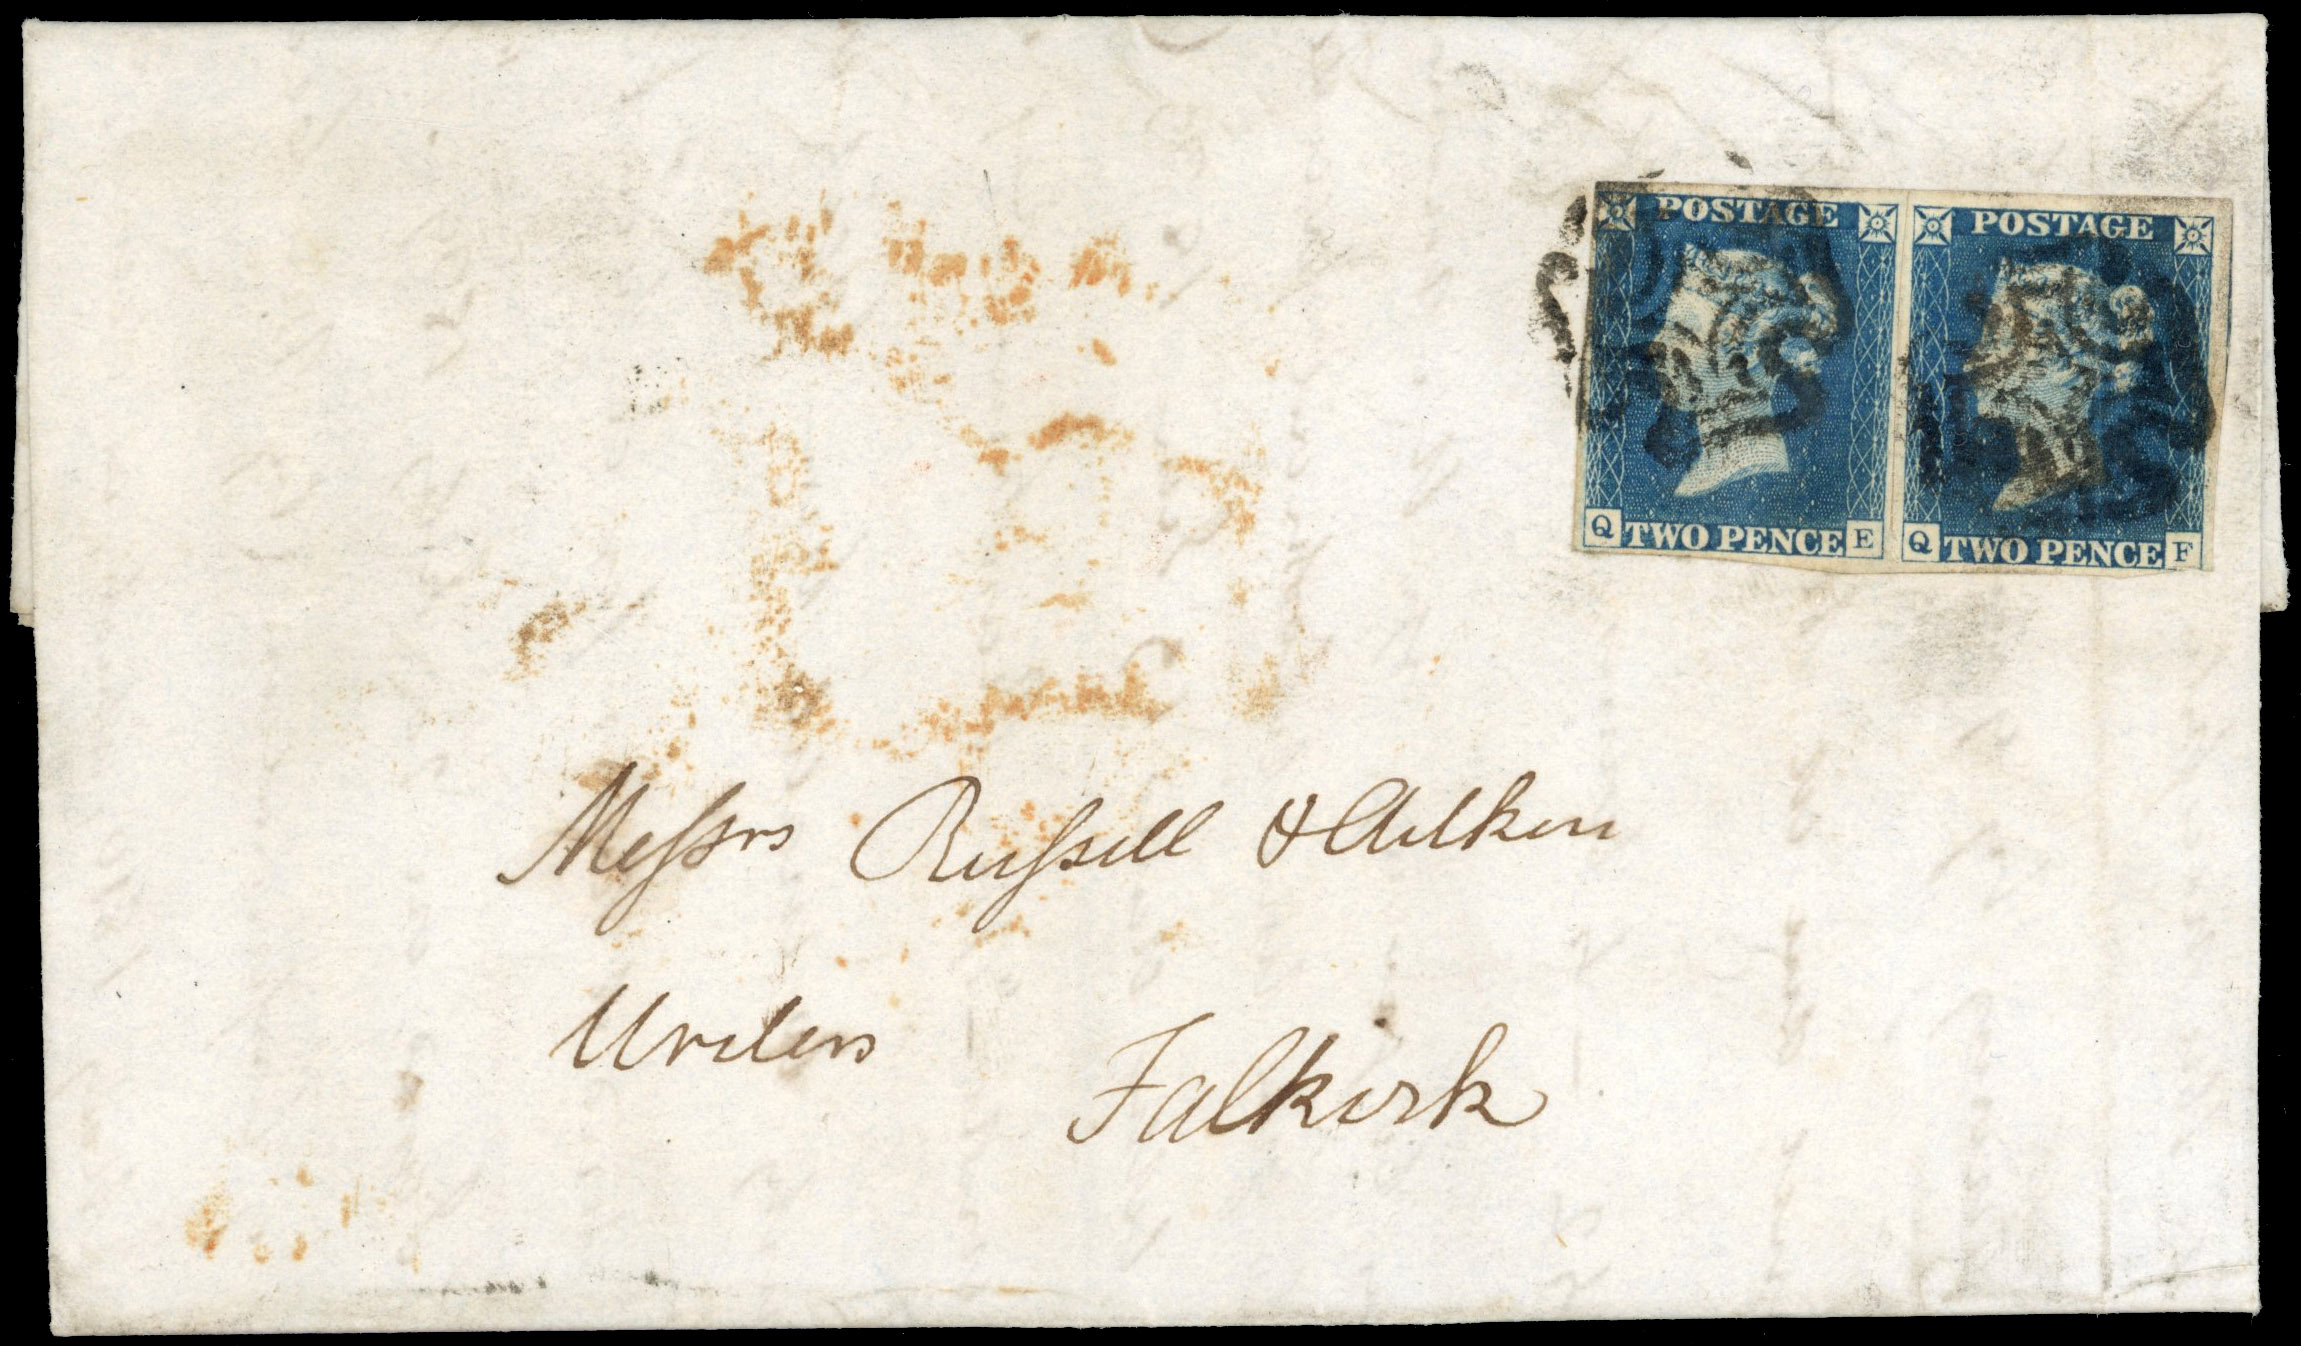 POSTAGE POSTAGE
Q TWO PENCE E Q TWO PENCE F
Messrs Russell & Aitken
Writers
Falkirk